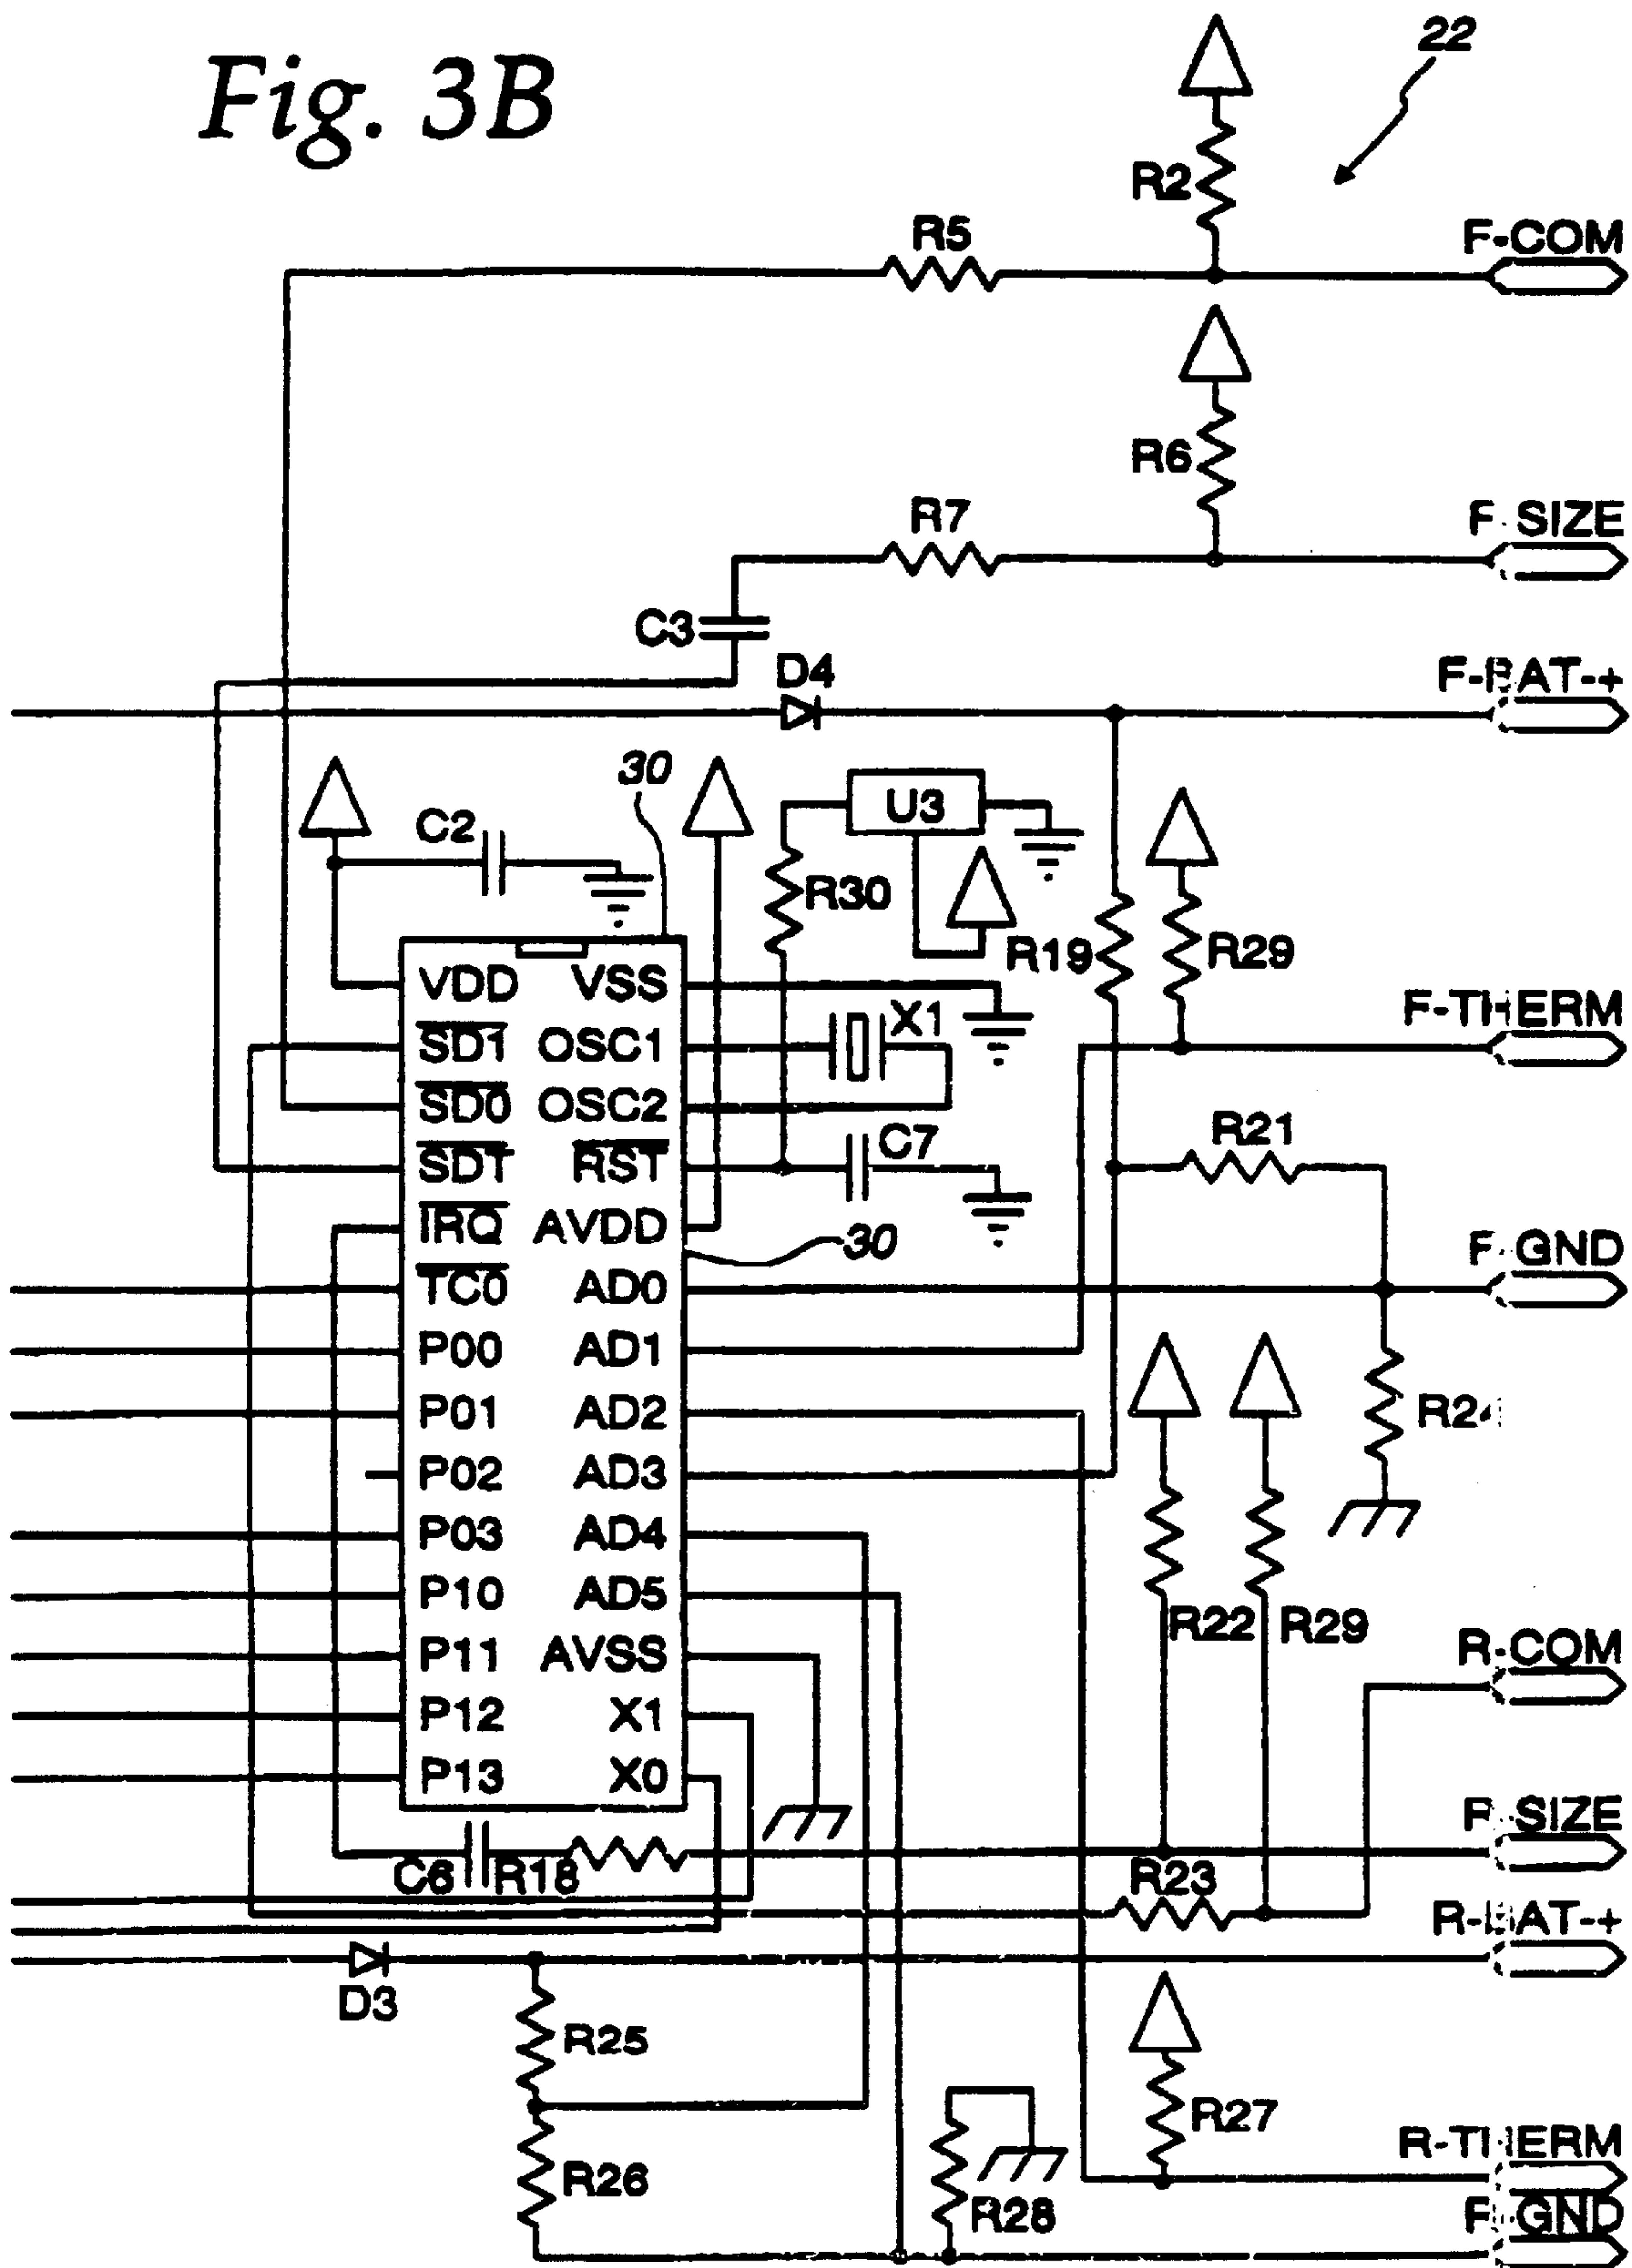 Fig. 3B
22
R2
R5
F-COM
R6
R7
F-SIZE
C3
D4
F-BAT-+
30
C2
U3
R30
R19
R29
VDD VSS
X1
F-THERM
SD1 OSC1
SD0 OSC2
C7
R21
SDT RST
IRQ AVDD
30
F-GND
TC0 AD0
P00 AD1
P01 AD2
R24
P02 AD3
P03 AD4
P10 AD5
R22 R29
R-COM
P11 AVSS
P12 X1
P13 X0
R-SIZE
C6 R18
R23
R-BAT-+
D3
R25
R27
R-THERM
R26
R28
GND